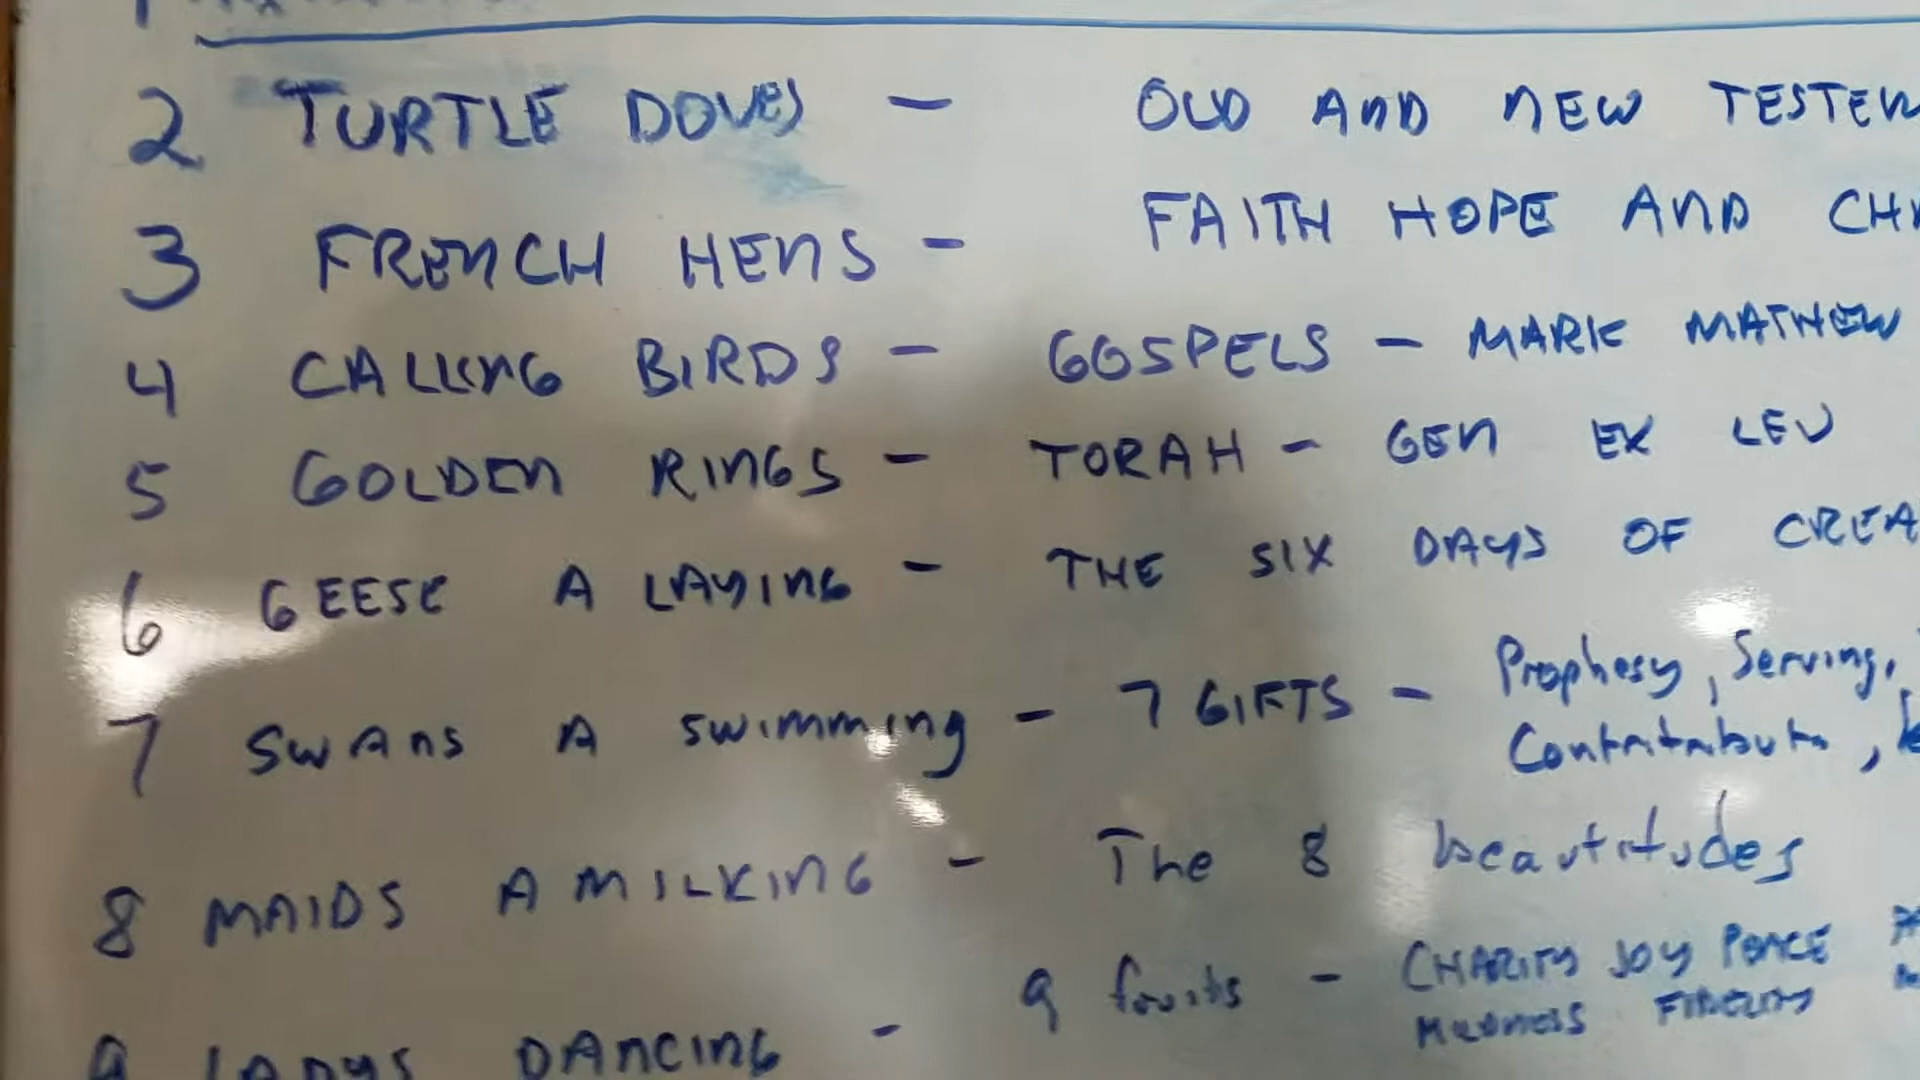 2 TURTLE DOVES - OLD AND NEW
3 FRENCH HENS - FAITH HOPE AND
4 CALLING BIRDS - GOSPELS - MARK MATHEW
5 GOLDEN RINGS - TORAH - GEN EX LEV
6 GEESE A LAYING - THE SIX DAYS OF
7 SWANS A swimming - 7 GIFTS - Prophesy, Serving,
8 MAIDS A MILKING - The 8 beautitudes
9 LADYS DANCING - 9 fruits - CHARITY JOY PEACE